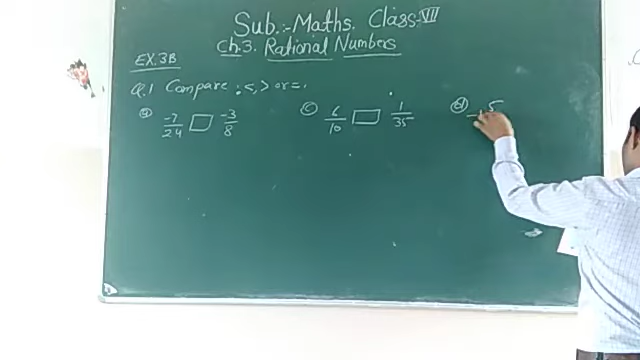 Sub.:- Maths. Class-VII
Ch.3. Rational Numbers
EX.3B
Q.1 Compare : <, > or = .
(a) -7/24 □ -3/8 (c) 6/10 □ 1/35 (d) 5